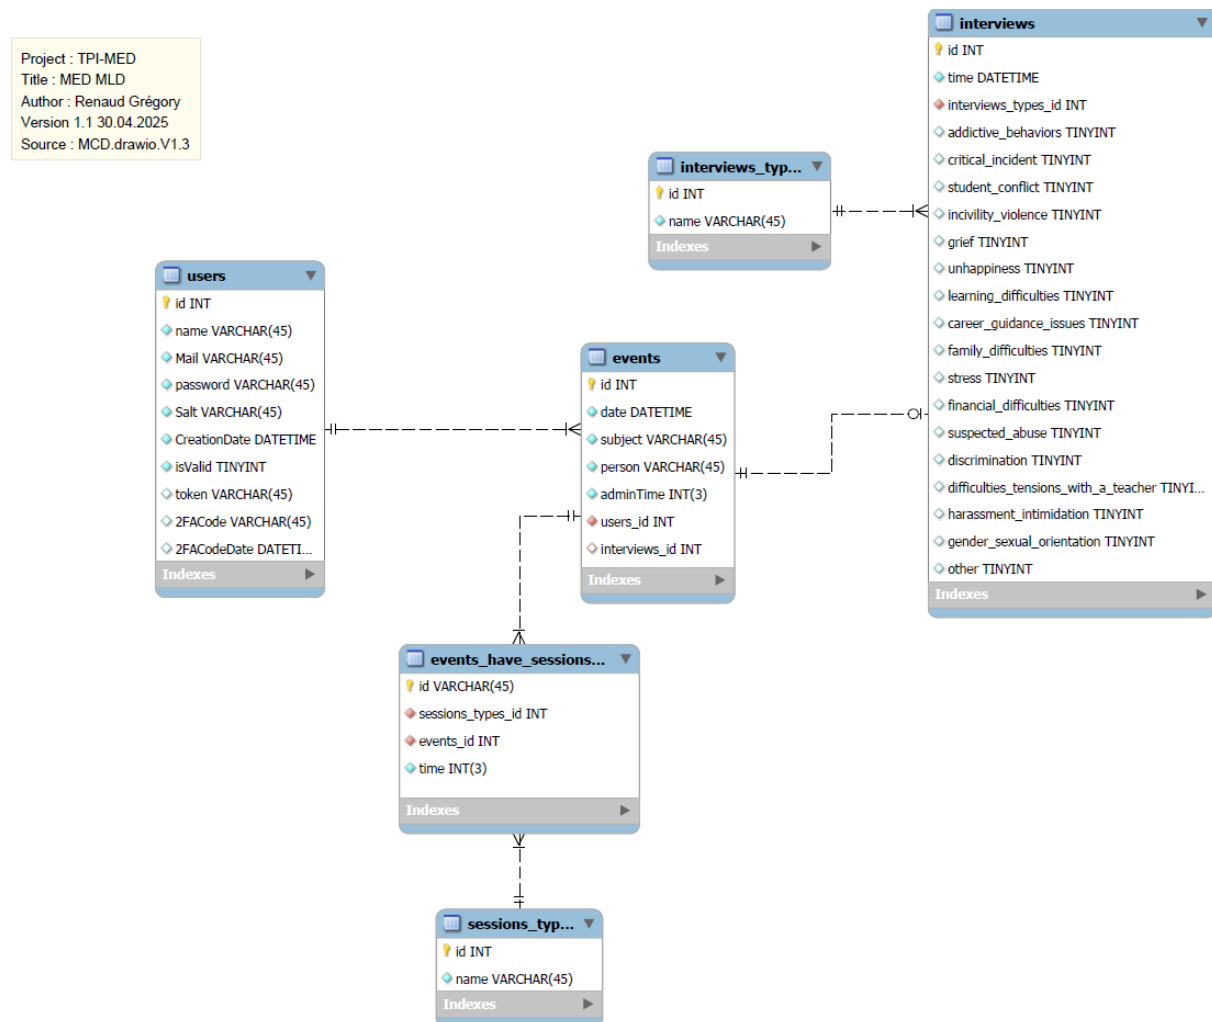 Project : TPI-MED
Title : MED MLD
Author : Renaud Grégory
Version 1.1 30.04.2025
Source : MCD.drawio.V1.3
interviews
id INT
time DATETIME
interviews_types_id INT
addictive_behaviors TINYINT
critical_incident TINYINT
student_conflict TINYINT
incivility_violence TINYINT
grief TINYINT
unhappiness TINYINT
learning_difficulties TINYINT
career_guidance_issues TINYINT
family_difficulties TINYINT
stress TINYINT
financial_difficulties TINYINT
suspected_abuse TINYINT
discrimination TINYINT
difficulties_tensions_with_a_teacher TINYI...
harassment_intimidation TINYINT
gender_sexual_orientation TINYINT
other TINYINT
Indexes
interviews_typ...
id INT
name VARCHAR(45)
Indexes
users
id INT
name VARCHAR(45)
Mail VARCHAR(45)
password VARCHAR(45)
Salt VARCHAR(45)
CreationDate DATETIME
isValid TINYINT
token VARCHAR(45)
2FACode VARCHAR(45)
2FACodeDate DATETI...
Indexes
events
id INT
date DATETIME
subject VARCHAR(45)
person VARCHAR(45)
adminTime INT(3)
users_id INT
interviews_id INT
Indexes
events_have_sessions...
id VARCHAR(45)
sessions_types_id INT
events_id INT
time INT(3)
Indexes
sessions_typ...
id INT
name VARCHAR(45)
Indexes